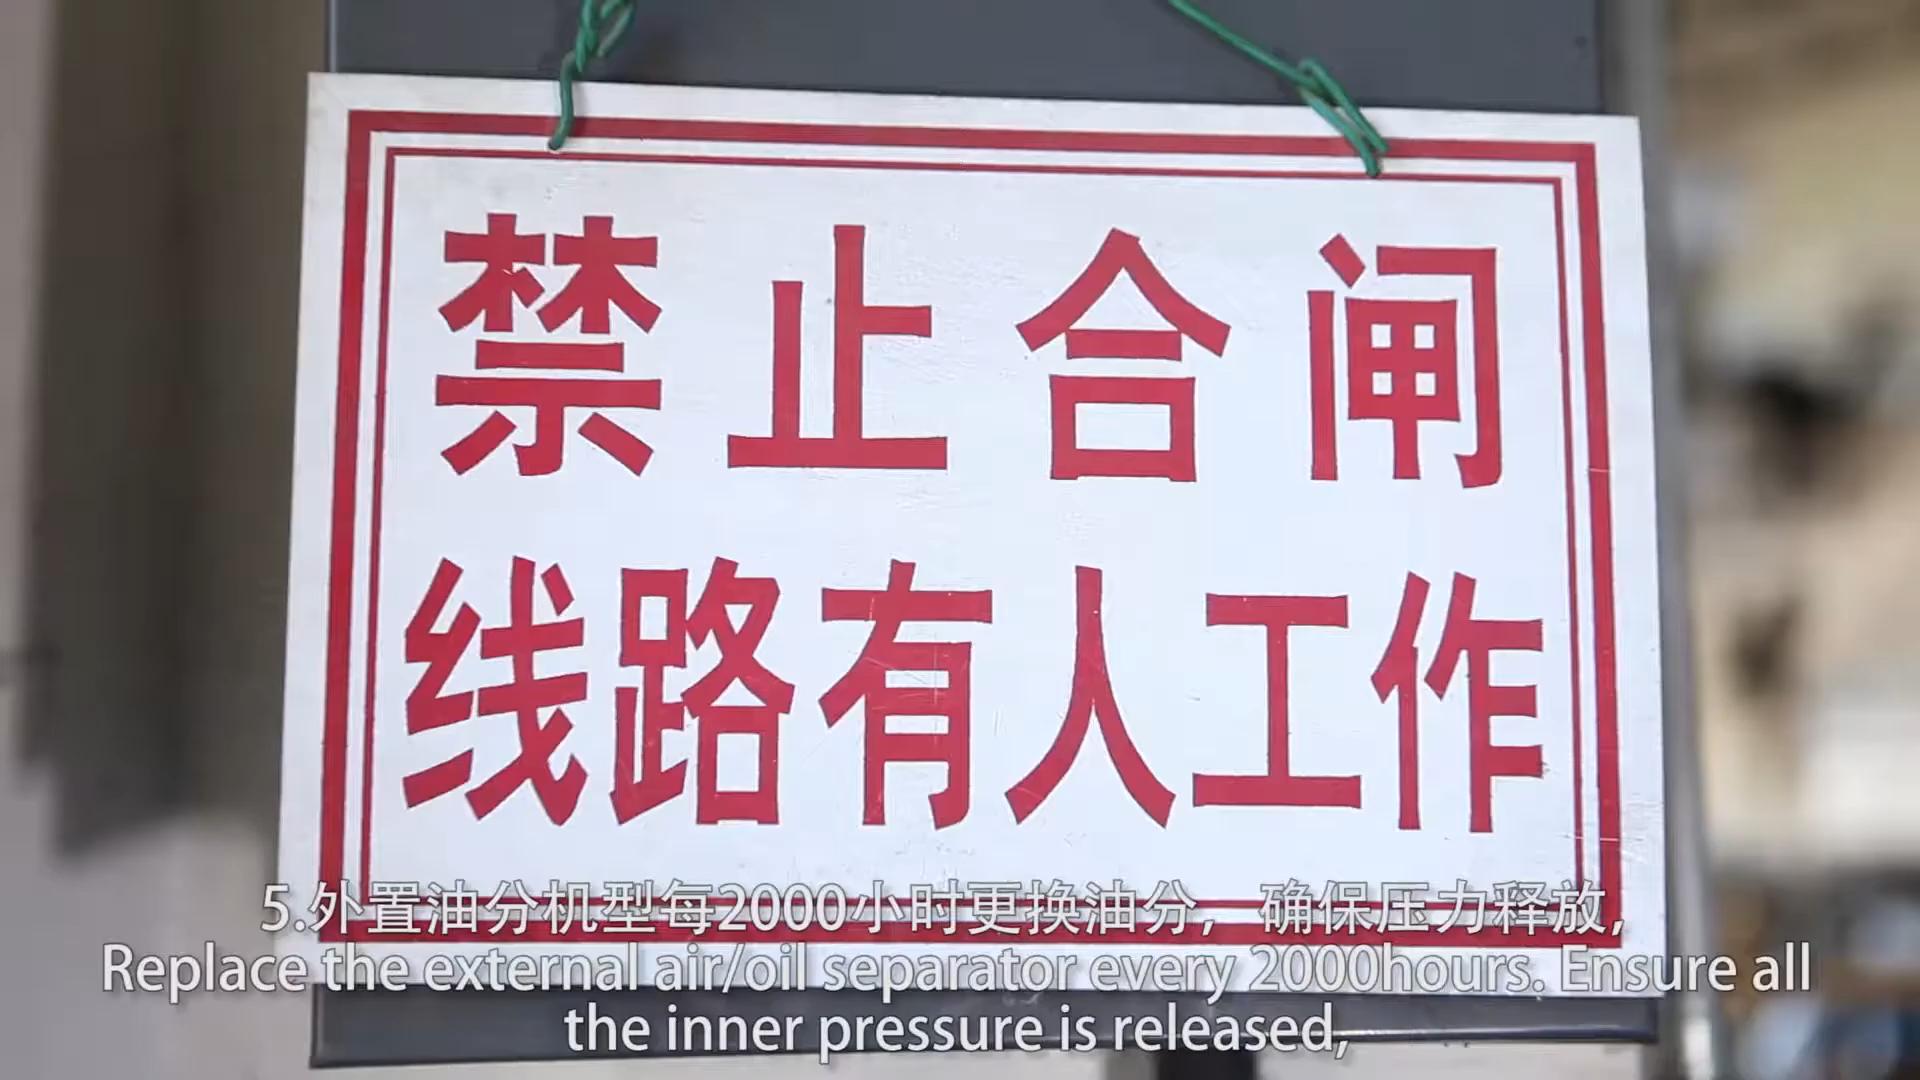 禁止合闸
线路有人工作
5.外置油分机型每2000小时更换油分，确保压力释放,
Replace the external air/oil separator every 2000hours. Ensure all
the inner pressure is released,